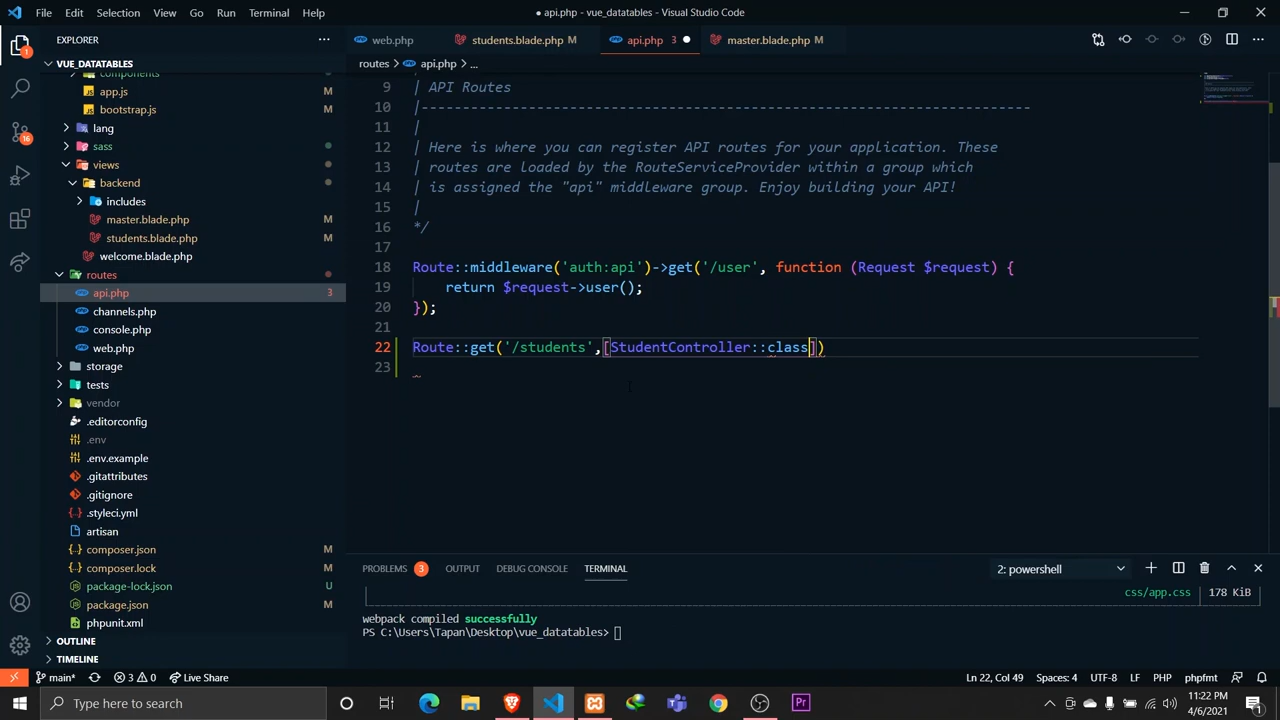 File Edit Selection View Go Run Terminal Help
● api.php - vue_datatables - Visual Studio Code
EXPLORER
web.php
students.blade.php M
api.php 3
master.blade.php M
VUE_DATATABLES
routes > api.php > ...
components
app.js M
bootstrap.js M
lang
sass
views
backend
includes
master.blade.php M
students.blade.php M
welcome.blade.php
routes
api.php 3
channels.php
console.php
web.php
storage
tests
vendor
.editorconfig
.env
.env.example
.gitattributes
.gitignore
.styleci.yml
artisan
composer.json M
composer.lock M
package-lock.json U
package.json M
phpunit.xml
OUTLINE
TIMELINE
9 | API Routes
10 |--------------------------------------------------------------------------
11 |
12 | Here is where you can register API routes for your application. These
13 | routes are loaded by the RouteServiceProvider within a group which
14 | is assigned the "api" middleware group. Enjoy building your API!
15 |
16 */
17
18 Route::middleware('auth:api')->get('/user', function (Request $request) {
19 return $request->user();
20 });
21
22 Route::get('/students',[StudentController::class])
23
PROBLEMS 3 OUTPUT DEBUG CONSOLE TERMINAL
2: powershell
css/app.css | 178 KiB
webpack compiled successfully
PS C:\Users\Tapan\Desktop\vue_datatables>
main* 3 0 Live Share
Ln 22, Col 49 Spaces: 4 UTF-8 LF PHP phpfmt
Type here to search
Pr
11:22 PM
4/6/2021
1
16